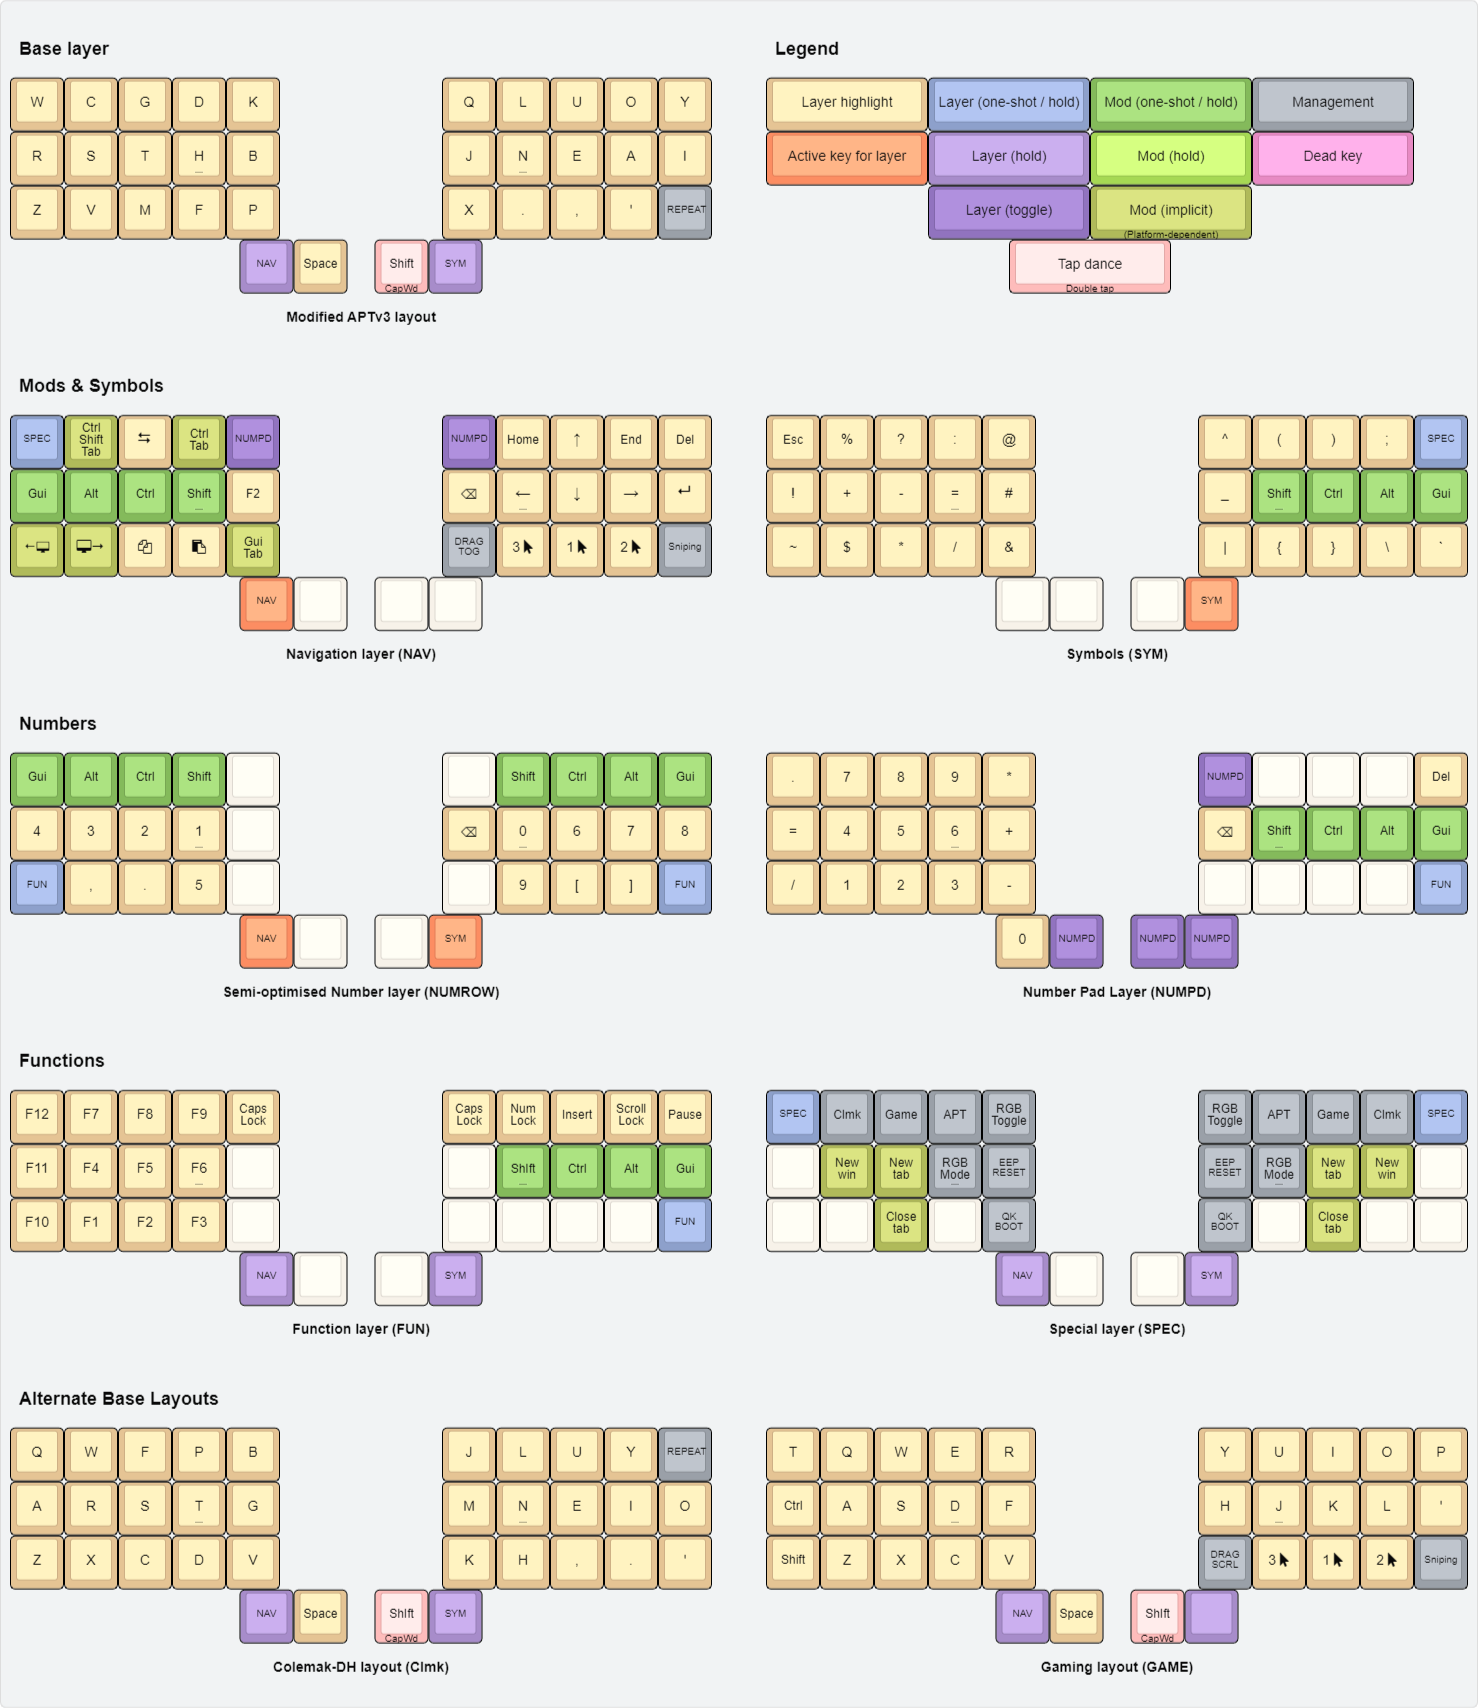 Base layer
Legend
W C G D K
Q L U O Y
R S T H B
J N E A I
Z V M F P
X . , ' REPEAT
NAV Space
Shift CapWd SYM
Modified APTv3 layout
Layer highlight Layer (one-shot / hold) Mod (one-shot / hold) Management
Active key for layer Layer (hold) Mod (hold) Dead key
Layer (toggle) Mod (implicit)
(Platform-dependent)
Tap dance
Double tap
Mods & Symbols
SPEC Ctrl Shift Tab ⇆ Ctrl Tab NUMPD
NUMPD Home ↑ End Del
Gui Alt Ctrl Shift F2
⌫ ← ↓ → ↵
← →
Gui Tab
DRAG TOG 3 1 2 Sniping
NAV
Navigation layer (NAV)
Esc % ? : @
^ ( ) ; SPEC
! + - = #
_ Shift Ctrl Alt Gui
~ $ * / &
| { } \ `
SYM
Symbols (SYM)
Numbers
Gui Alt Ctrl Shift
Shift Ctrl Alt Gui
4 3 2 1
⌫ 0 6 7 8
FUN , . 5
9 [ ] FUN
NAV
SYM
Semi-optimised Number layer (NUMROW)
. 7 8 9 *
NUMPD Del
= 4 5 6 +
⌫ Shift Ctrl Alt Gui
/ 1 2 3 -
FUN
0 NUMPD
NUMPD NUMPD
Number Pad Layer (NUMPD)
Functions
F12 F7 F8 F9 Caps Lock
Caps Lock Num Lock Insert Scroll Lock Pause
F11 F4 F5 F6
Shift Ctrl Alt Gui
F10 F1 F2 F3
FUN
NAV
SYM
Function layer (FUN)
SPEC Clmk Game APT RGB Toggle
RGB Toggle APT Game Clmk SPEC
New win New tab RGB Mode EEP RESET
EEP RESET RGB Mode New tab New win
Close tab QK BOOT
QK BOOT Close tab
NAV
SYM
Special layer (SPEC)
Alternate Base Layouts
Q W F P B
J L U Y REPEAT
A R S T G
M N E I O
Z X C D V
K H , . '
NAV Space
Shift CapWd SYM
Colemak-DH layout (Clmk)
T Q W E R
Y U I O P
Ctrl A S D F
H J K L '
Shift Z X C V
DRAG SCRL 3 1 2 Sniping
NAV Space
Shift CapWd
Gaming layout (GAME)